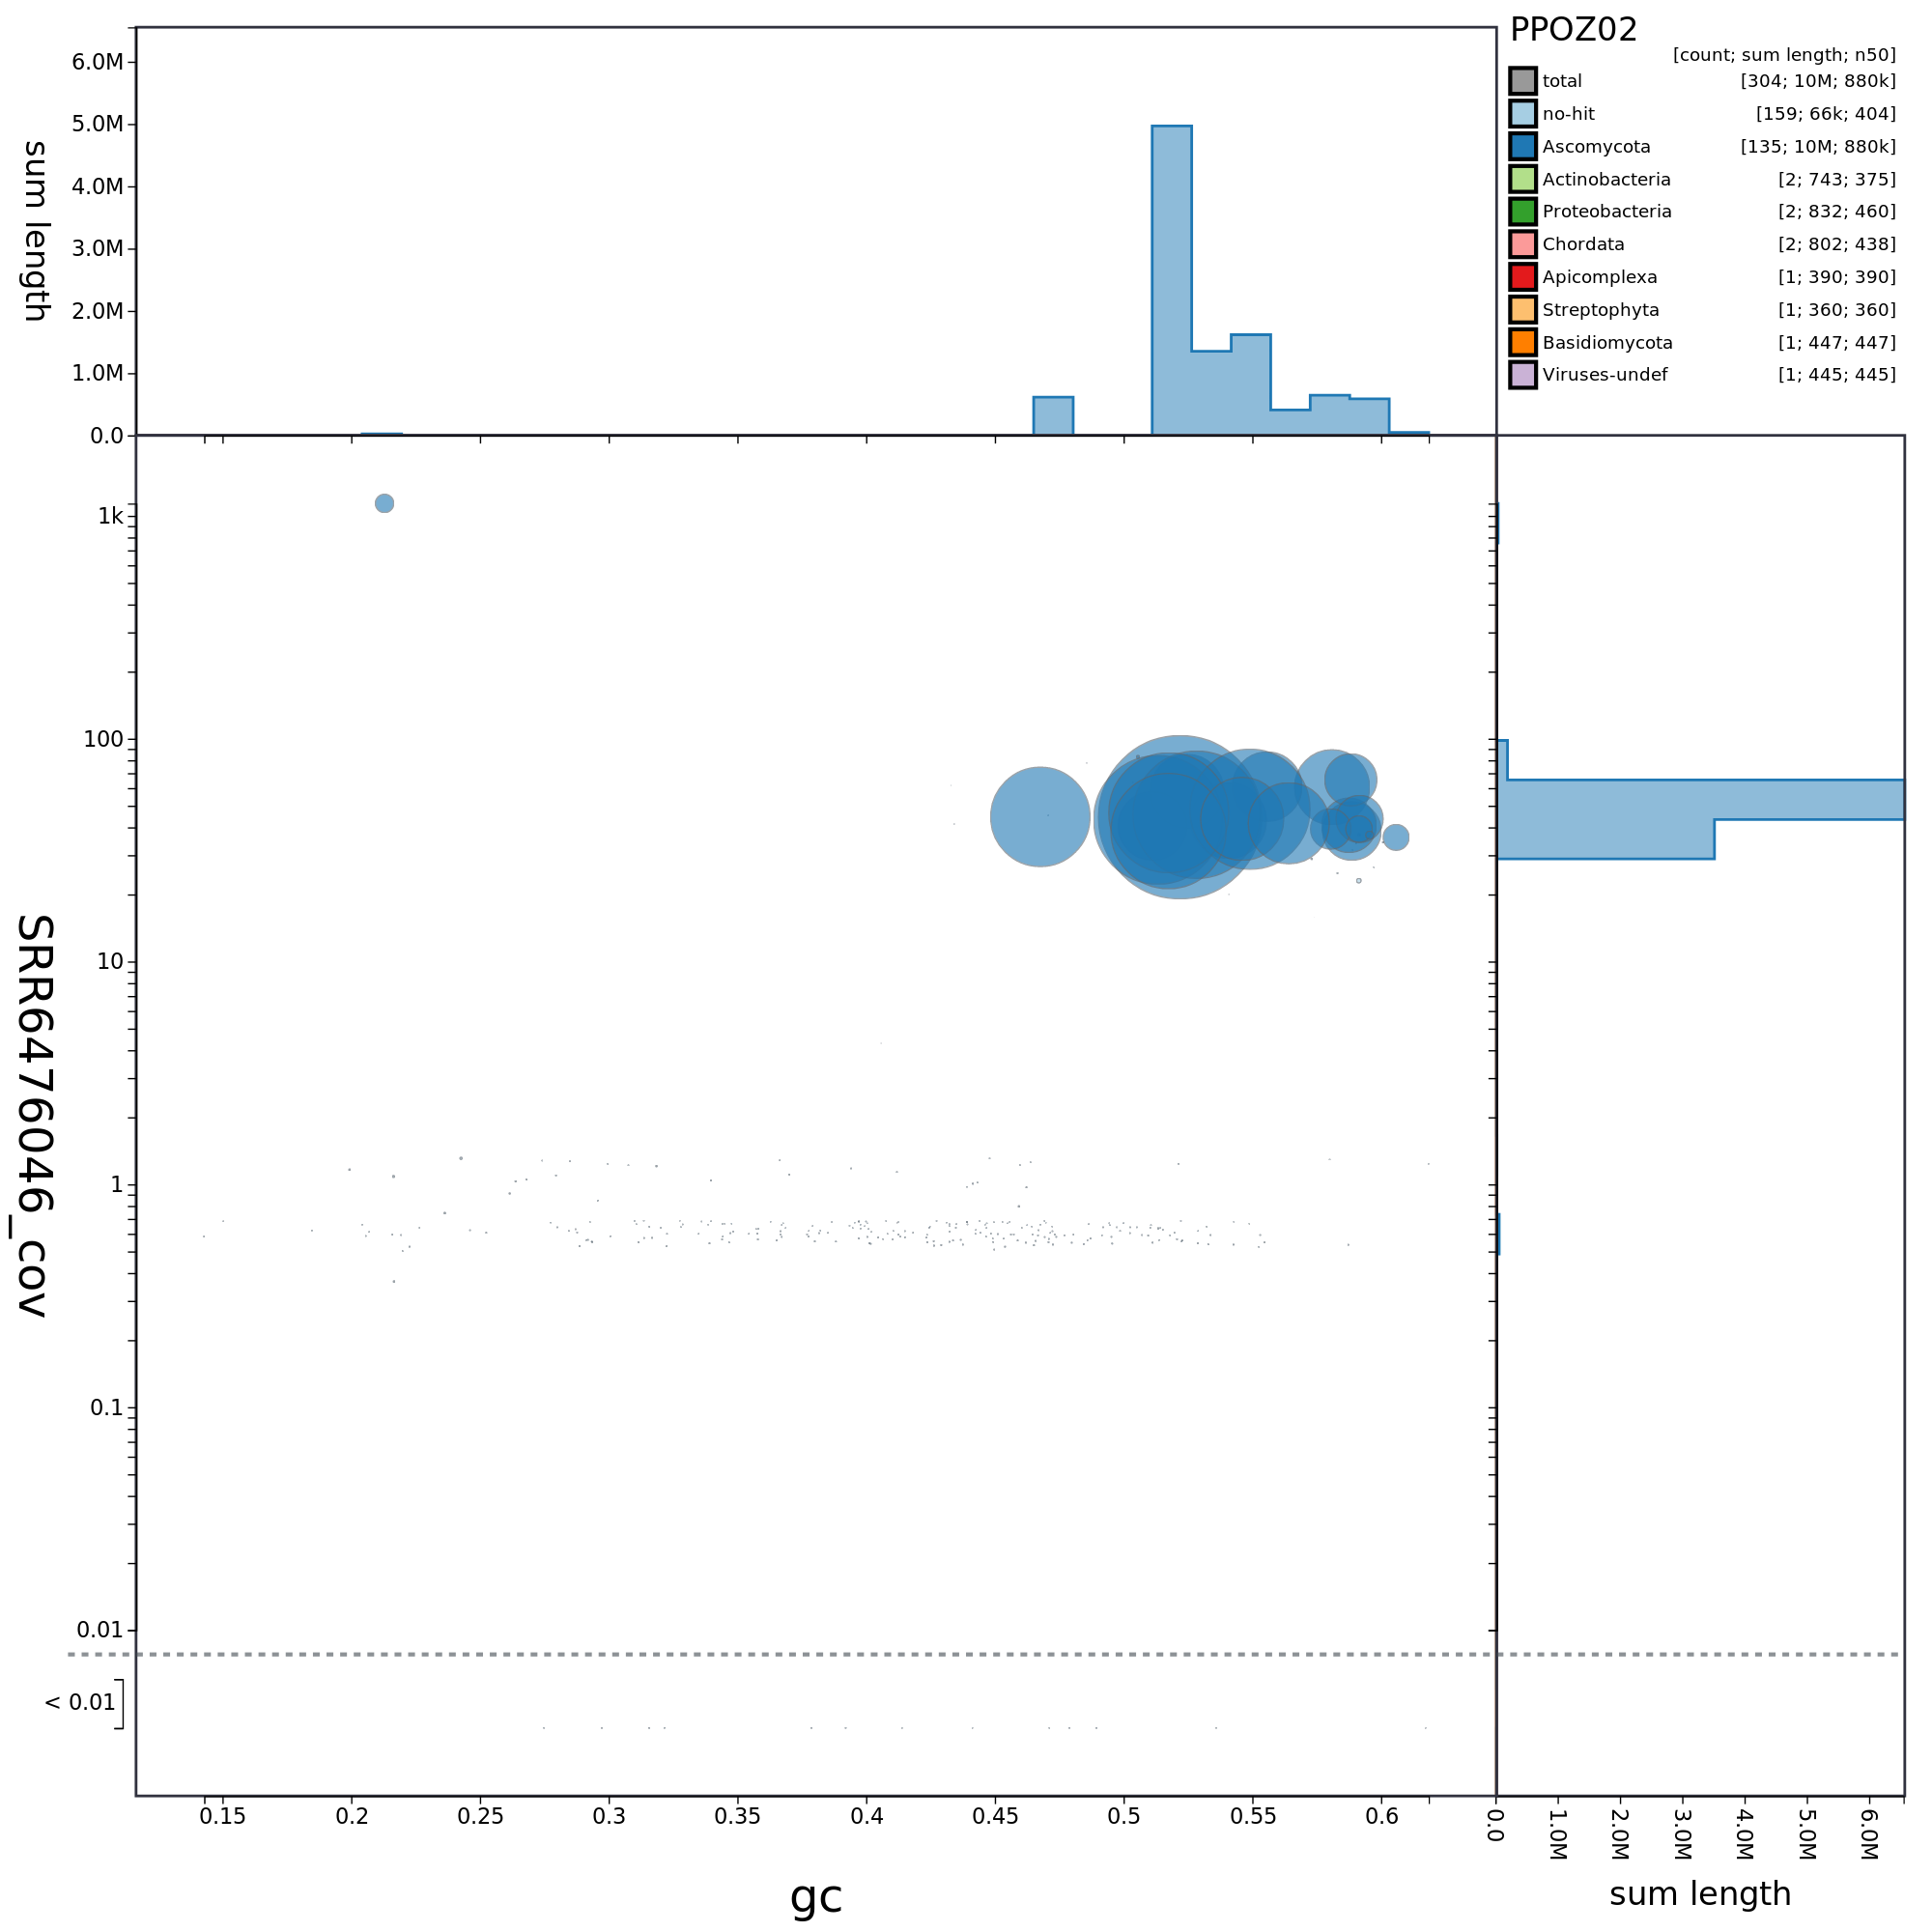 PPOZ02
[count; sum length; n50]
total [304; 10M; 880k]
no-hit [159; 66k; 404]
Ascomycota [135; 10M; 880k]
Actinobacteria [2; 743; 375]
Proteobacteria [2; 832; 460]
Chordata [2; 802; 438]
Apicomplexa [1; 390; 390]
Streptophyta [1; 360; 360]
Basidiomycota [1; 447; 447]
Viruses-undef [1; 445; 445]
sum length
6.0M
5.0M
4.0M
3.0M
2.0M
1.0M
0.0
SRR6476046_cov
1k
100
10
1
0.1
0.01
< 0.01
0.15 0.2 0.25 0.3 0.35 0.4 0.45 0.5 0.55 0.6
gc
0.0 1.0M 2.0M 3.0M 4.0M 5.0M 6.0M
sum length